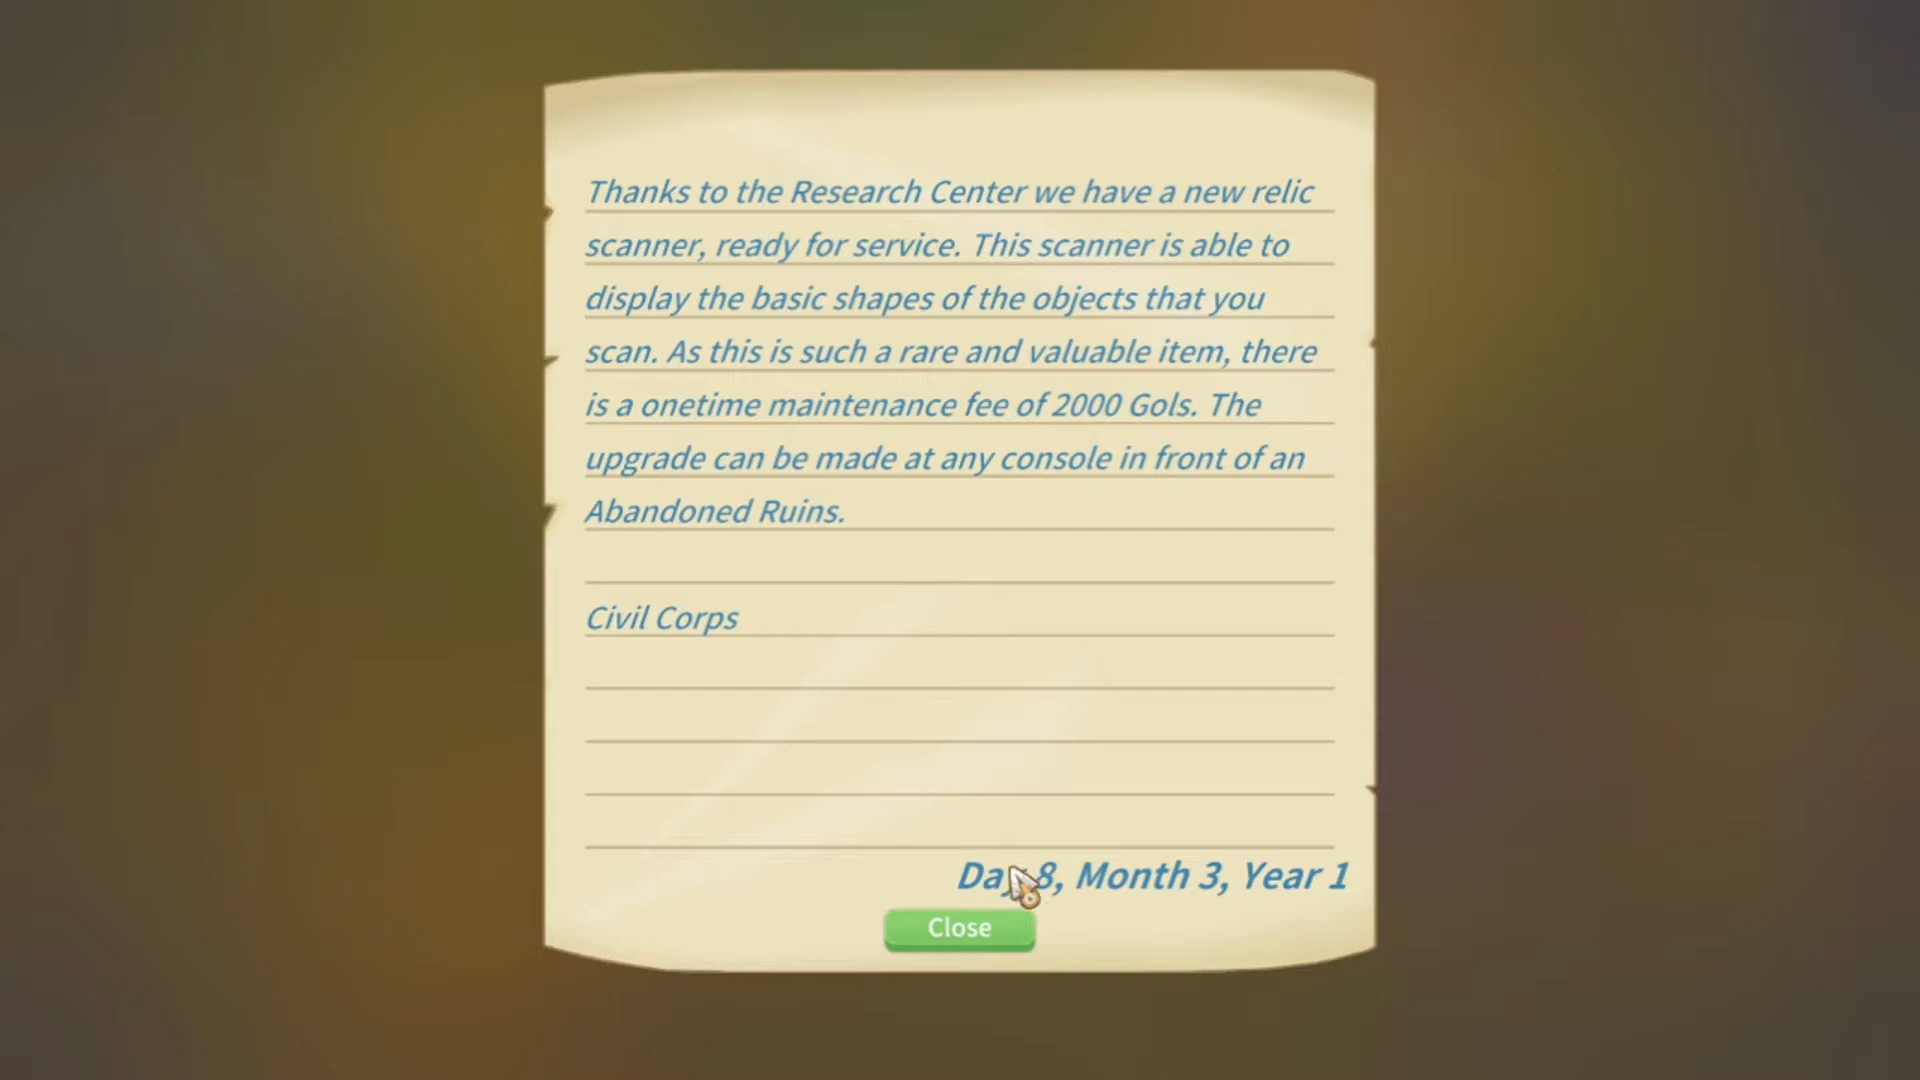 Thanks to the Research Center we have a new relic
scanner, ready for service. This scanner is able to
display the basic shapes of the objects that you
scan. As this is such a rare and valuable item, there
is a onetime maintenance fee of 2000 Gols. The
upgrade can be made at any console in front of an
Abandoned Ruins.
Civil Corps
Day 8, Month 3, Year 1
Close